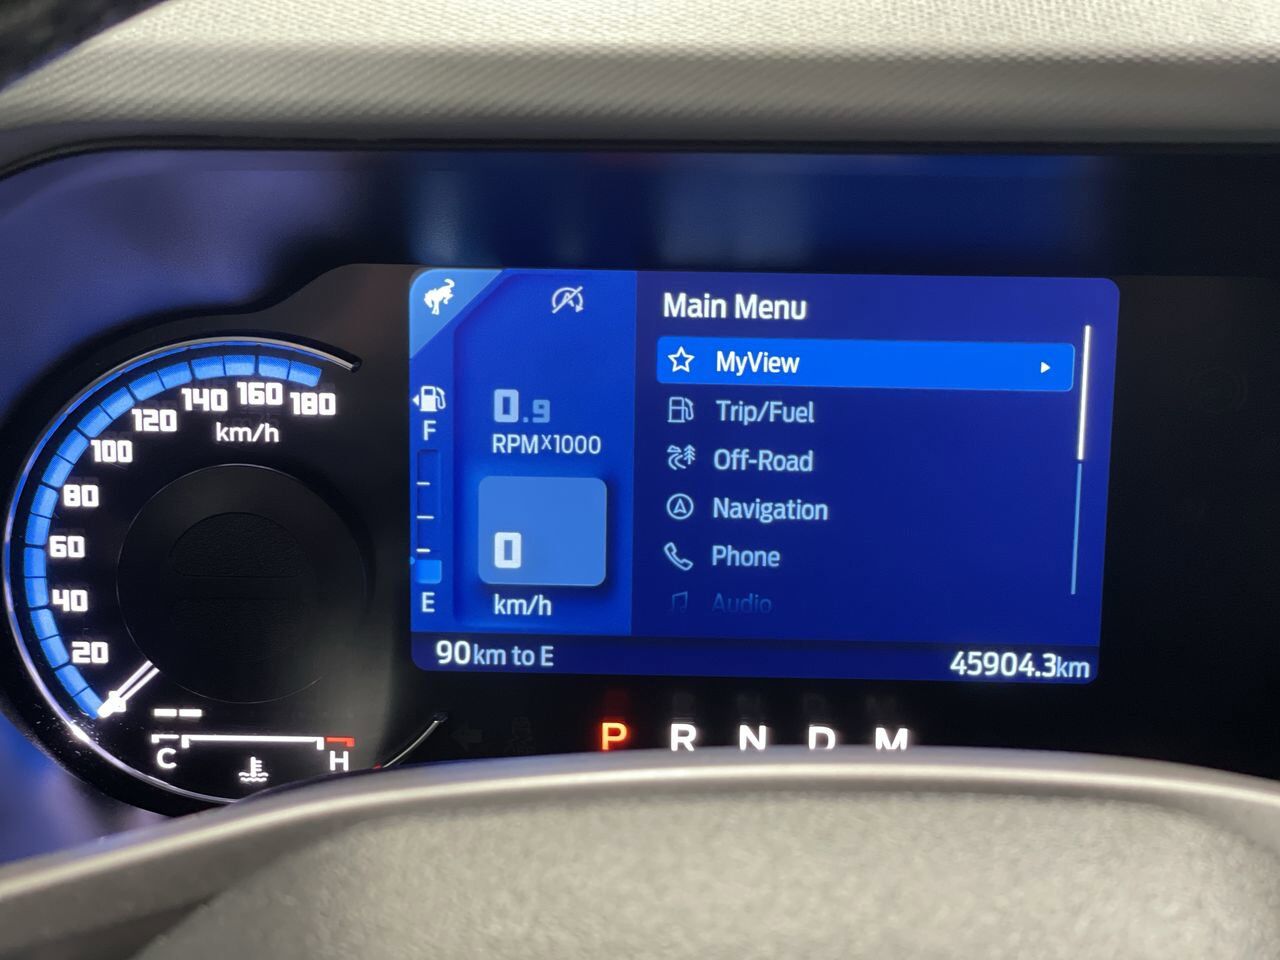 Main Menu
MyView
Trip/Fuel
Off-Road
Navigation
Phone
Audio
0.9
RPMX1000
F
E
0
km/h
90km to E
45904.3km
20
40
60
80
100
120
140
160
180
km/h
C
H
P R N D M